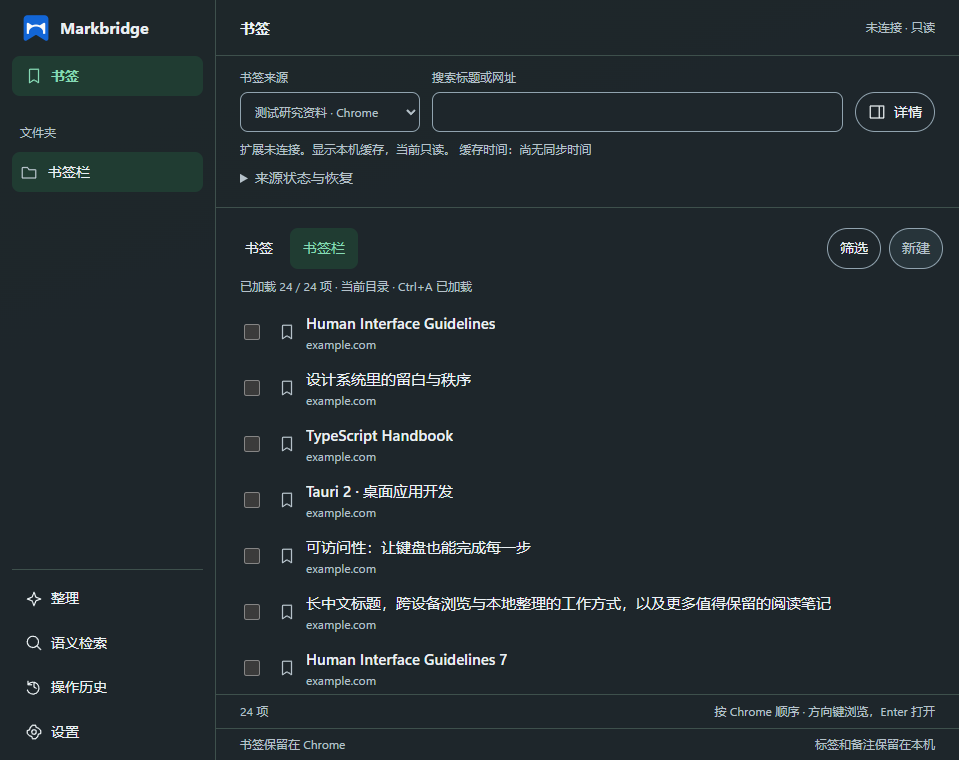 Markbridge
书签
文件夹
书签栏
整理
语义检索
操作历史
设置
书签
未连接 · 只读
书签来源
搜索标题或网址
测试研究资料 · Chrome
详情
扩展未连接。显示本机缓存，当前只读。 缓存时间：尚无同步时间
来源状态与恢复
书签
书签栏
筛选
新建
已加载 24 / 24 项 · 当前目录 · Ctrl+A 已加载
Human Interface Guidelines
example.com
设计系统里的留白与秩序
example.com
TypeScript Handbook
example.com
Tauri 2 · 桌面应用开发
example.com
可访问性：让键盘也能完成每一步
example.com
长中文标题，跨设备浏览与本地整理的工作方式，以及更多值得保留的阅读笔记
example.com
Human Interface Guidelines 7
example.com
24 项
按 Chrome 顺序 · 方向键浏览，Enter 打开
书签保留在 Chrome
标签和备注保留在本机